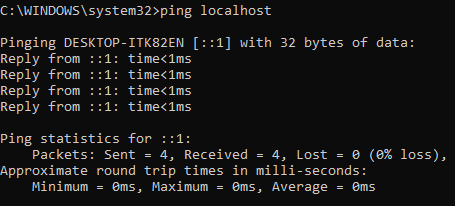 C:\WINDOWS\system32>ping localhost
Pinging DESKTOP-ITK82EN [::1] with 32 bytes of data:
Reply from ::1: time<1ms
Reply from ::1: time<1ms
Reply from ::1: time<1ms
Reply from ::1: time<1ms
Ping statistics for ::1:
    Packets: Sent = 4, Received = 4, Lost = 0 (0% loss),
Approximate round trip times in milli-seconds:
    Minimum = 0ms, Maximum = 0ms, Average = 0ms